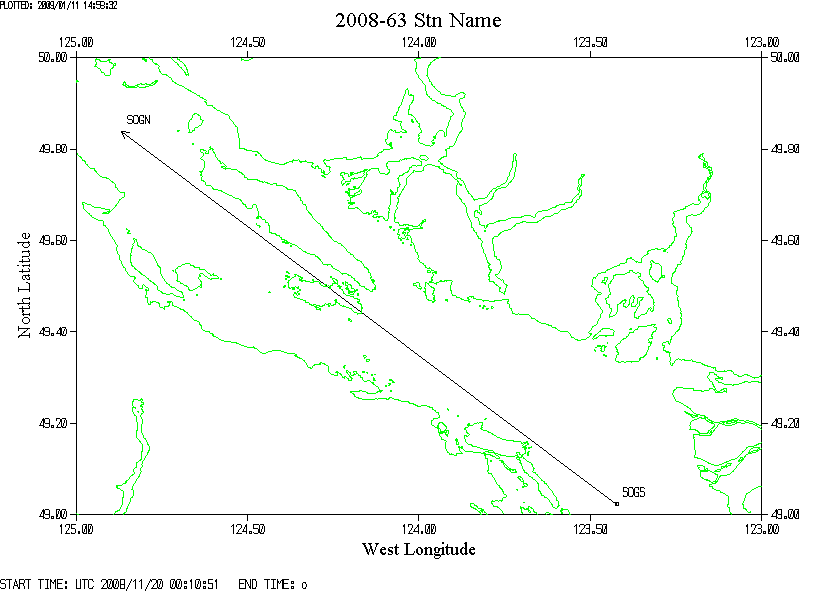 PLOTTED: 2009/01/11 14:53:32
2008-63 Stn Name
125.00 124.50 124.00 123.50 123.00
50.00 50.00
SOGN
49.80 49.80
49.60 49.60
North Latitude
49.40 49.40
49.20 49.20
SOGS
49.00 49.00
125.00 124.50 124.00 123.50 123.00
West Longitude
START TIME: UTC 2008/11/20 00:10:51 END TIME: o